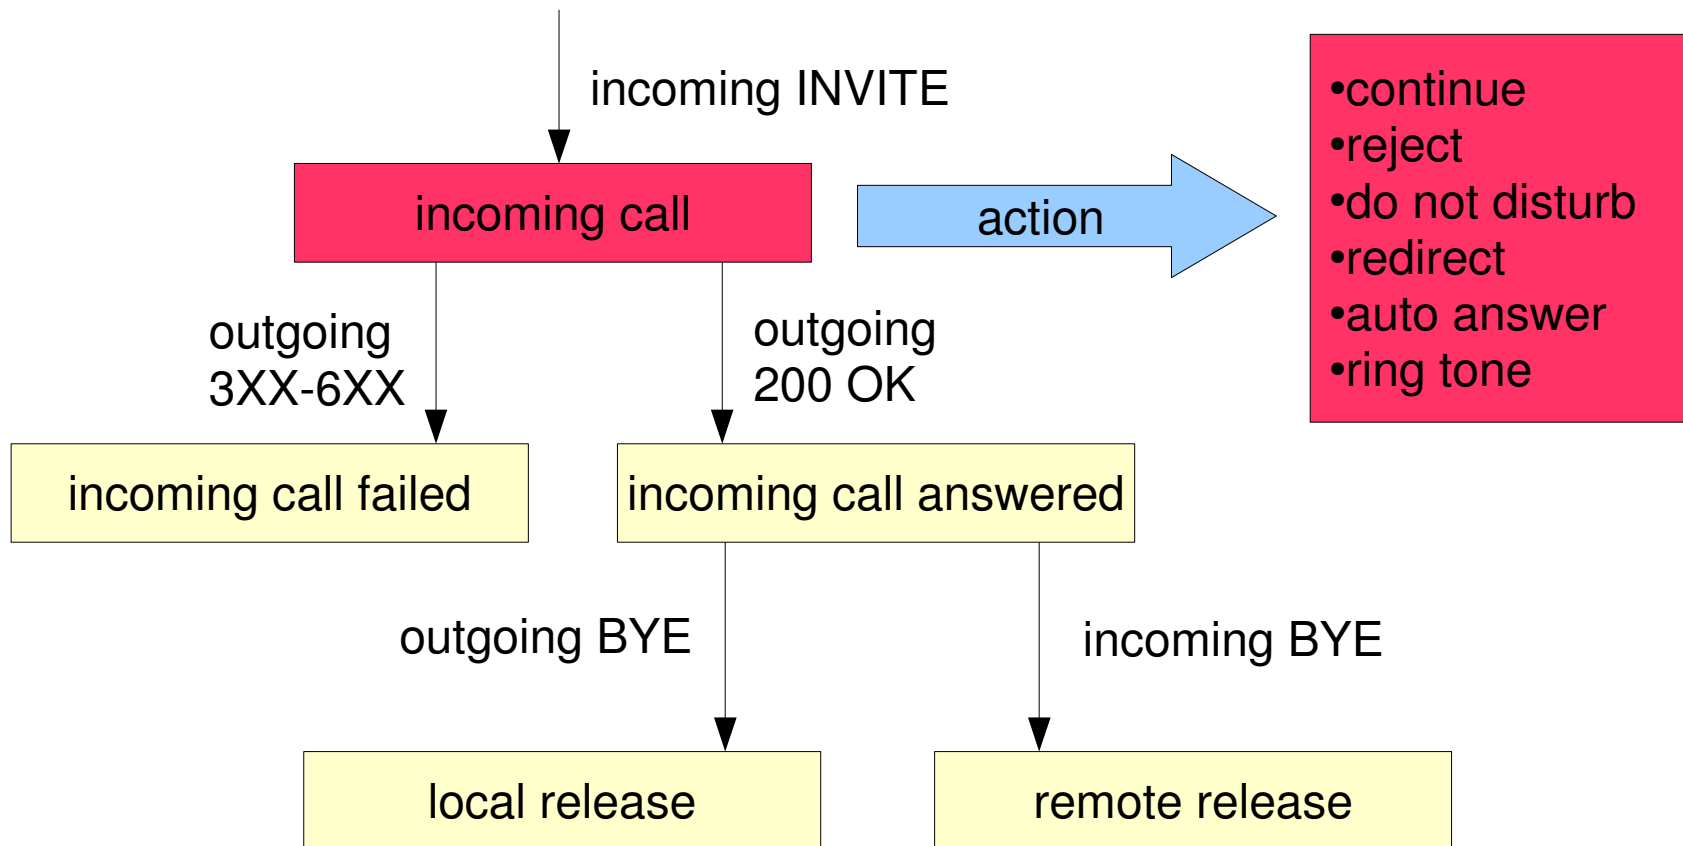 incoming INVITE
incoming call
action
•continue
•reject
•do not disturb
•redirect
•auto answer
•ring tone
outgoing
3XX-6XX
outgoing
200 OK
incoming call failed
incoming call answered
outgoing BYE
incoming BYE
local release
remote release